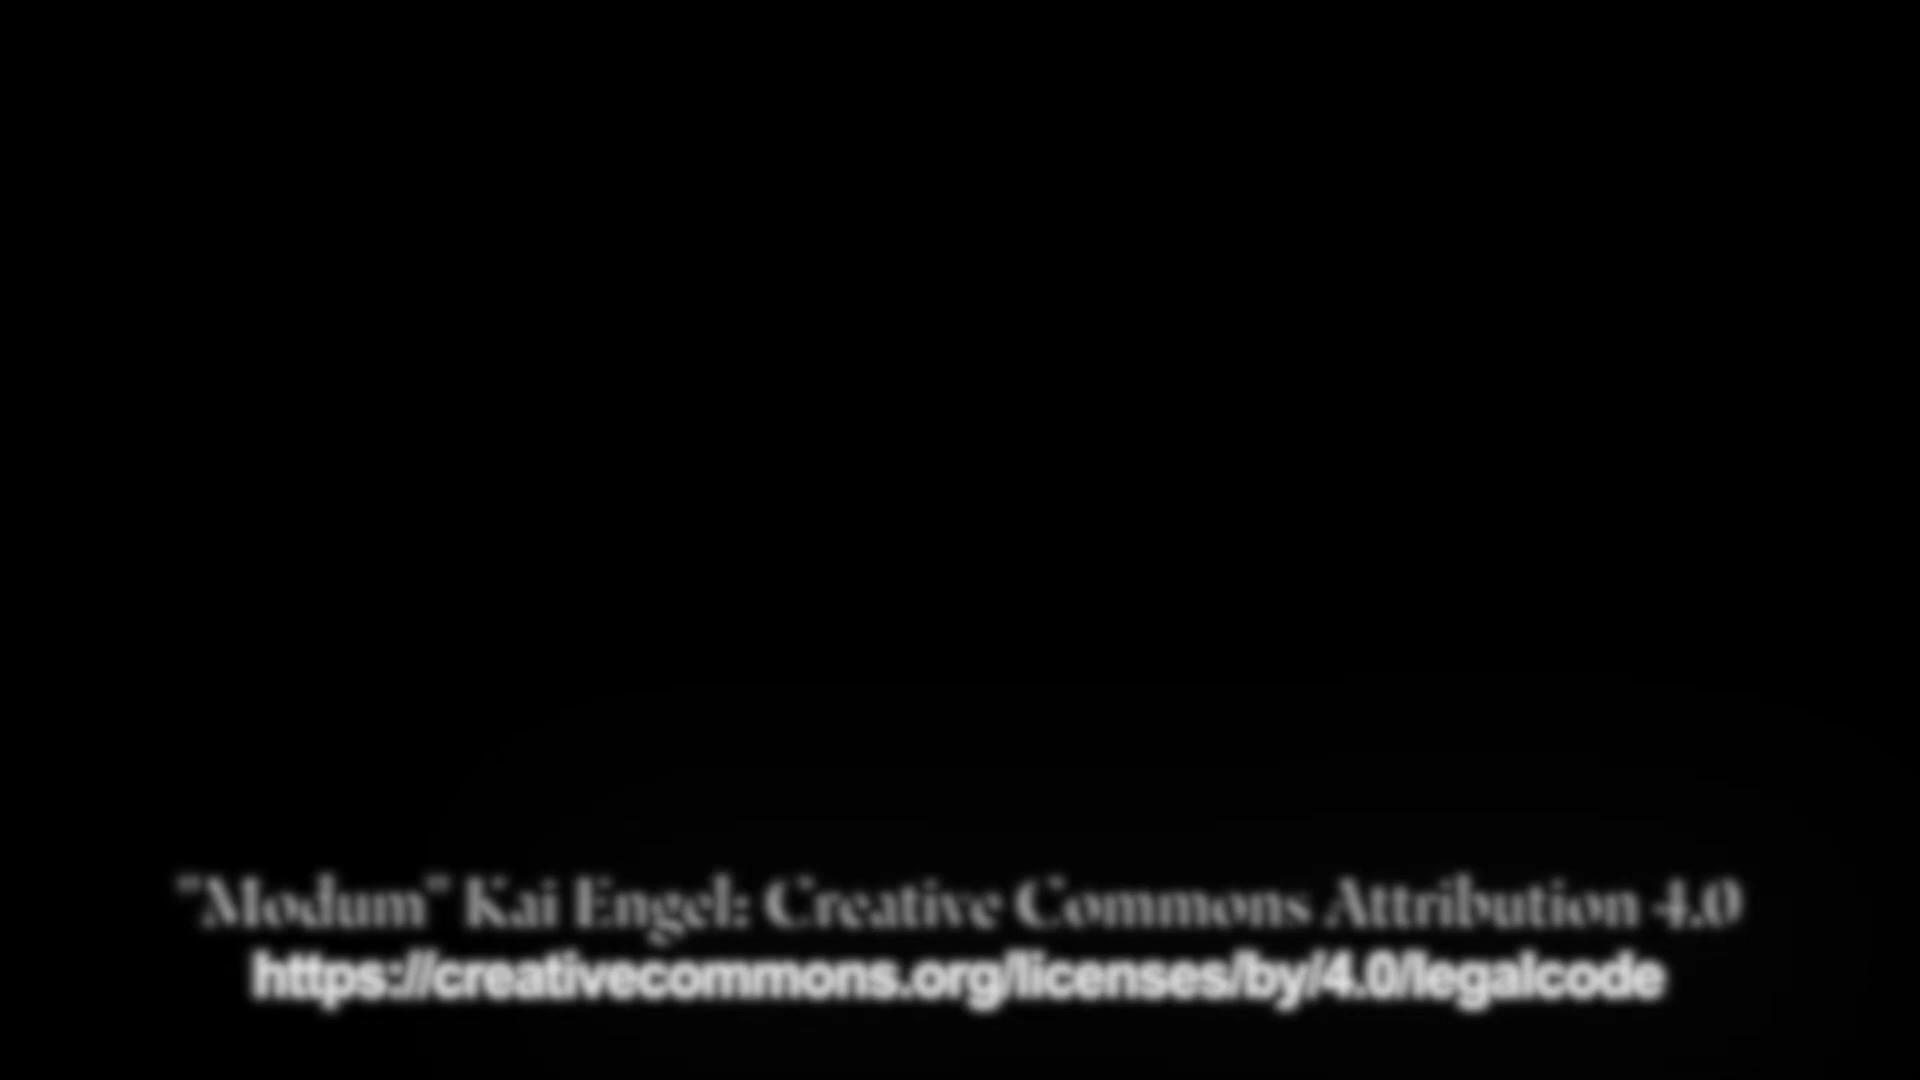 "Modum" Kai Engel: Creative Commons Attribution 4.0
https://creativecommons.org/licenses/by/4.0/legalcode